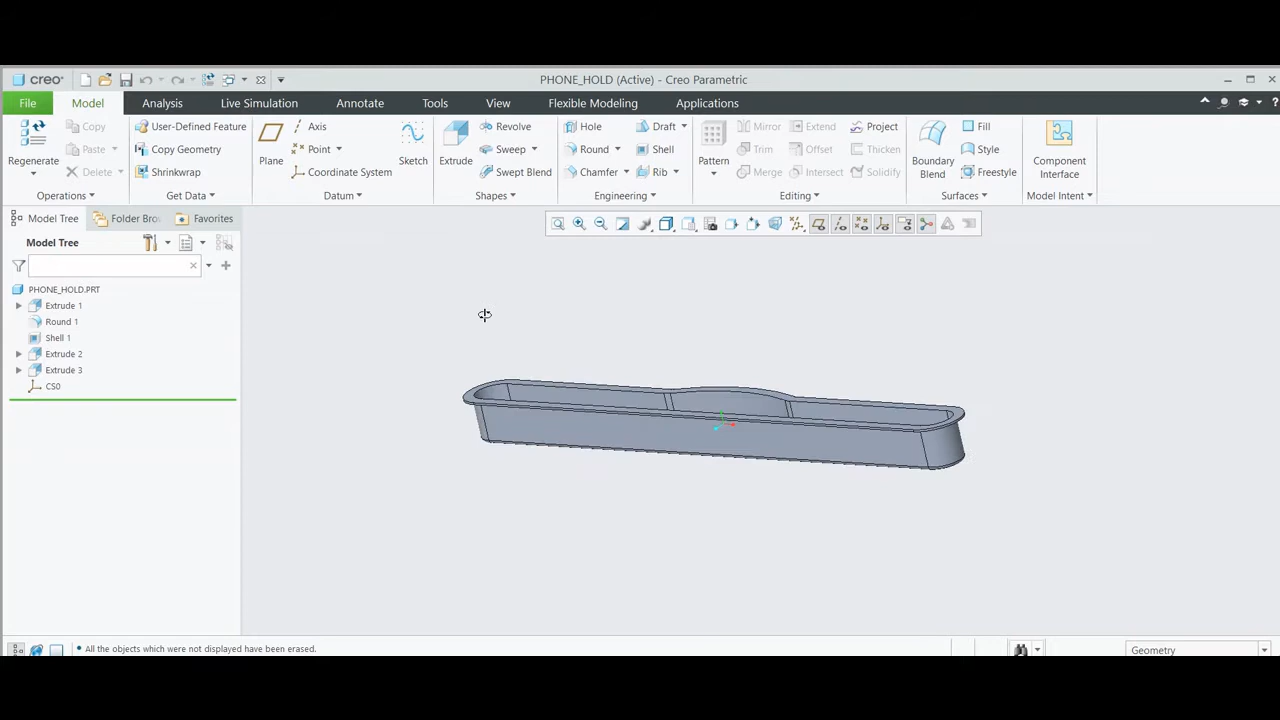 creo® PHONE_HOLD (Active) - Creo Parametric
File Model Analysis Live Simulation Annotate Tools View Flexible Modeling Applications
Regenerate Copy Paste Delete
User-Defined Feature Copy Geometry Shrinkwrap
Plane Axis Point Coordinate System Sketch
Extrude Revolve Sweep Swept Blend
Hole Round Chamfer Draft Shell Rib
Pattern Mirror Trim Merge Extend Offset Intersect Project Thicken Solidify
Boundary Blend Fill Style Freestyle
Component Interface
Operations Get Data Datum Shapes Engineering Editing Surfaces Model Intent
Model Tree Folder Bro Favorites
Model Tree
PHONE_HOLD.PRT
Extrude 1
Round 1
Shell 1
Extrude 2
Extrude 3
CS0
• All the objects which were not displayed have been erased.
Geometry